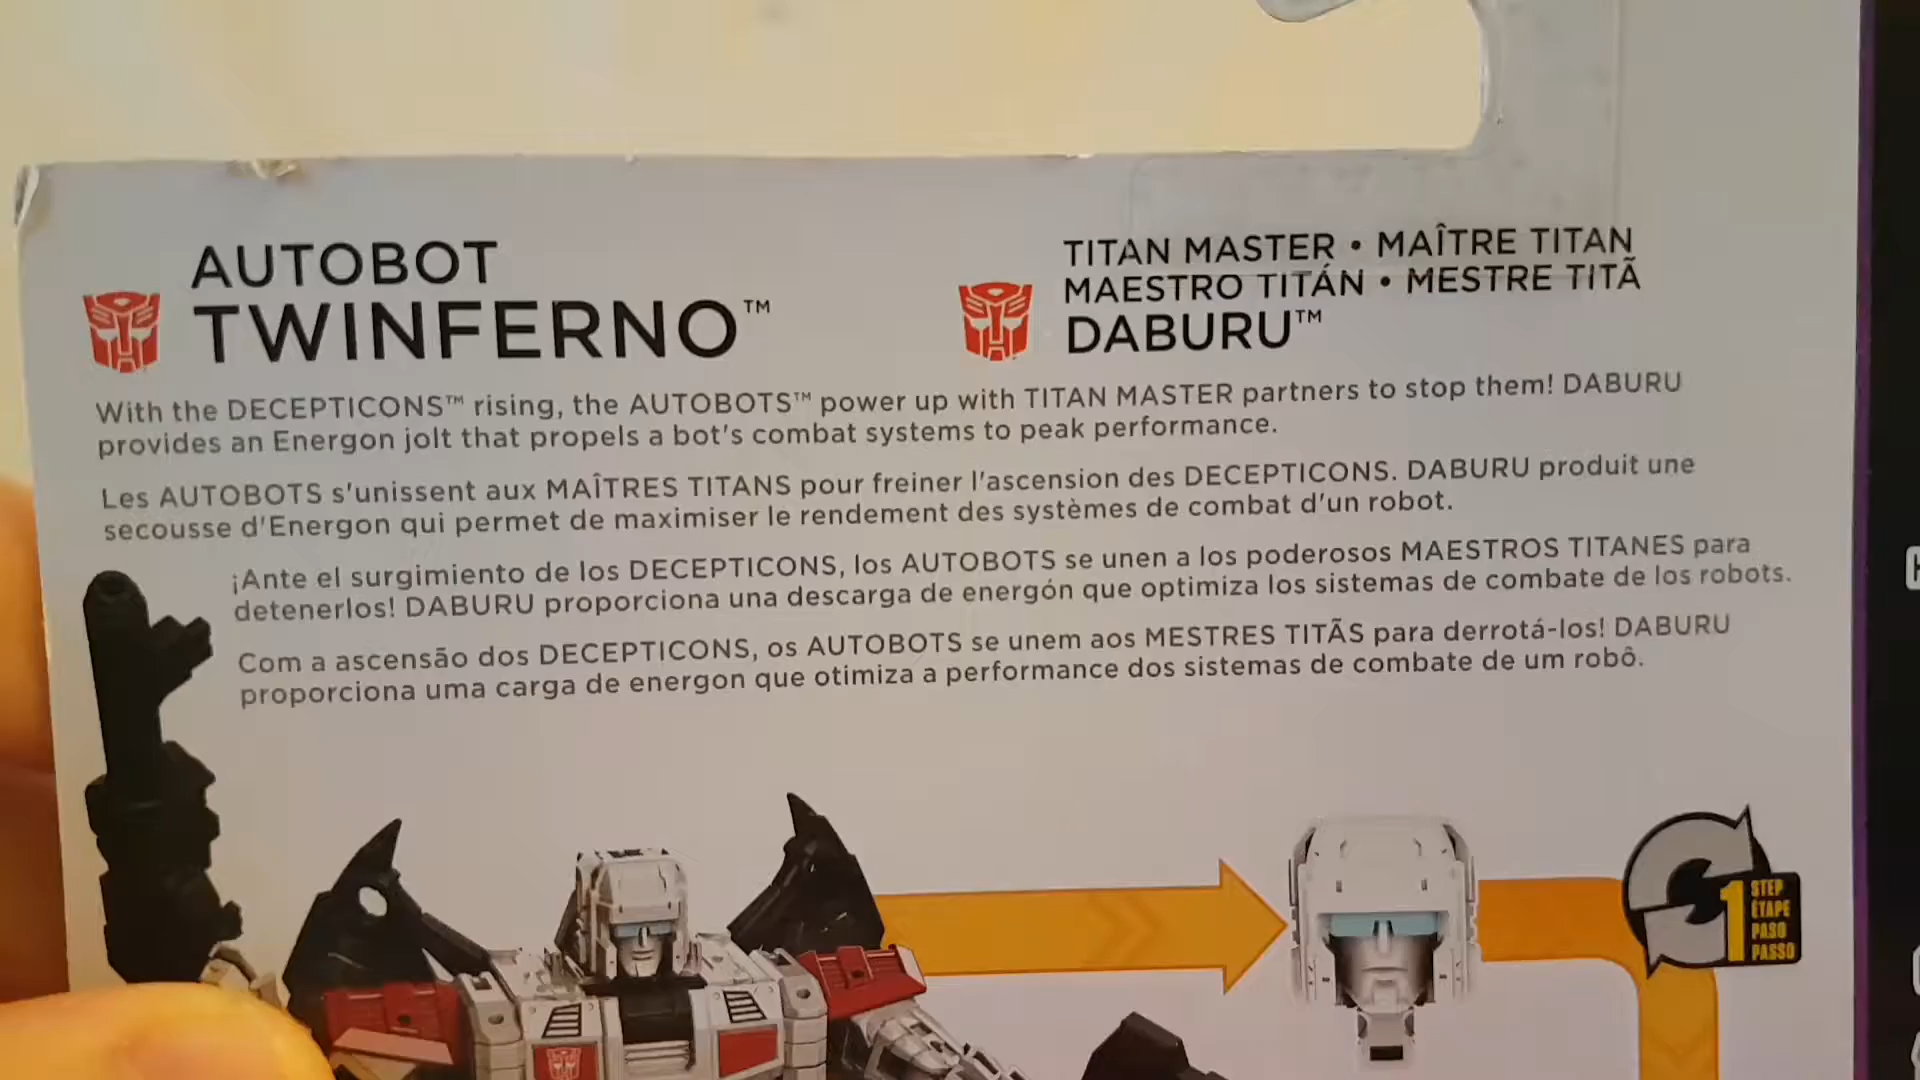 AUTOBOT
TWINFERNO™
TITAN MASTER • MAÎTRE TITAN
MAESTRO TITÁN • MESTRE TITÃ
DABURU™
With the DECEPTICONS™ rising, the AUTOBOTS™ power up with TITAN MASTER partners to stop them! DABURU
provides an Energon jolt that propels a bot's combat systems to peak performance.
Les AUTOBOTS s'unissent aux MAÎTRES TITANS pour freiner l'ascension des DECEPTICONS. DABURU produit une
secousse d'Energon qui permet de maximiser le rendement des systèmes de combat d'un robot.
¡Ante el surgimiento de los DECEPTICONS, los AUTOBOTS se unen a los poderosos MAESTROS TITANES para
detenerlos! DABURU proporciona una descarga de energón que optimiza los sistemas de combate de los robots.
Com a ascensão dos DECEPTICONS, os AUTOBOTS se unem aos MESTRES TITÃS para derrotá-los! DABURU
proporciona uma carga de energon que otimiza a performance dos sistemas de combate de um robô.
1 STEP
ÉTAPE
PASO
PASSO